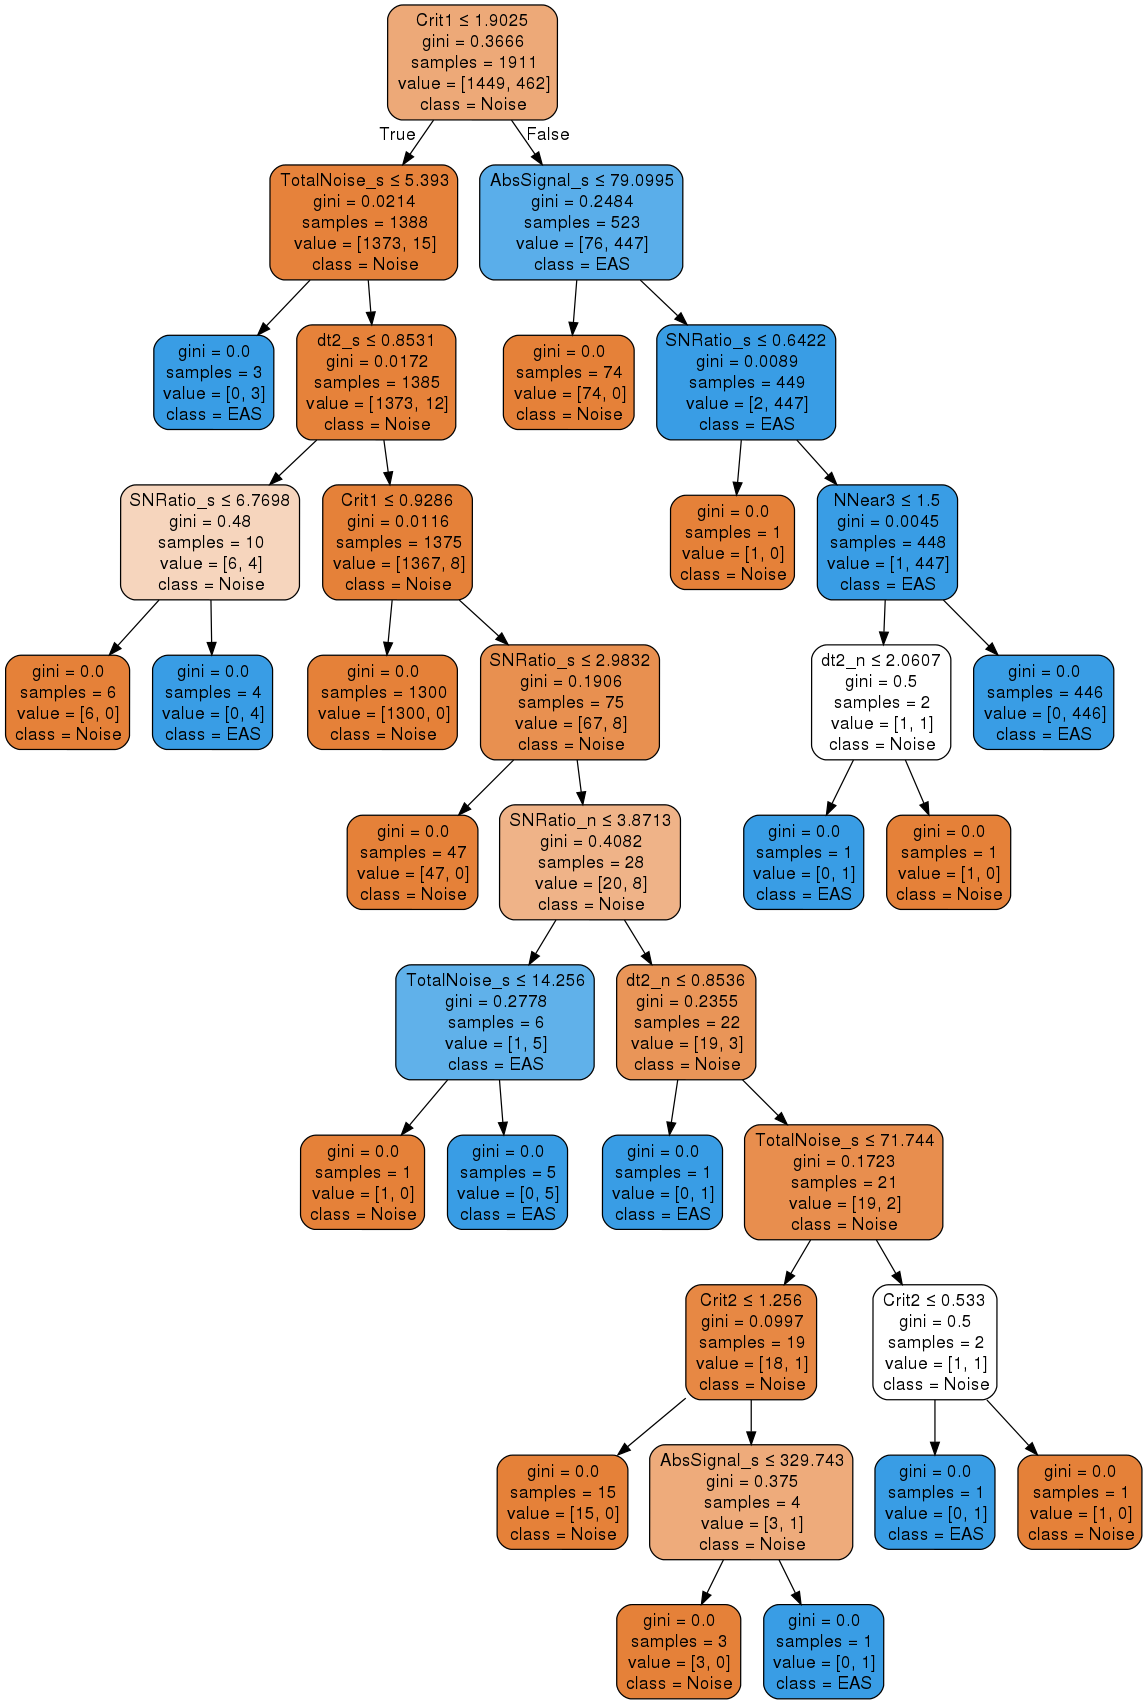 Crit1 ≤ 1.9025
gini = 0.3666
samples = 1911
value = [1449, 462]
class = Noise
True
False
TotalNoise_s ≤ 5.393
gini = 0.0214
samples = 1388
value = [1373, 15]
class = Noise
AbsSignal_s ≤ 79.0995
gini = 0.2484
samples = 523
value = [76, 447]
class = EAS
gini = 0.0
samples = 3
value = [0, 3]
class = EAS
dt2_s ≤ 0.8531
gini = 0.0172
samples = 1385
value = [1373, 12]
class = Noise
gini = 0.0
samples = 74
value = [74, 0]
class = Noise
SNRatio_s ≤ 0.6422
gini = 0.0089
samples = 449
value = [2, 447]
class = EAS
SNRatio_s ≤ 6.7698
gini = 0.48
samples = 10
value = [6, 4]
class = Noise
Crit1 ≤ 0.9286
gini = 0.0116
samples = 1375
value = [1367, 8]
class = Noise
gini = 0.0
samples = 1
value = [1, 0]
class = Noise
NNear3 ≤ 1.5
gini = 0.0045
samples = 448
value = [1, 447]
class = EAS
gini = 0.0
samples = 6
value = [6, 0]
class = Noise
gini = 0.0
samples = 4
value = [0, 4]
class = EAS
gini = 0.0
samples = 1300
value = [1300, 0]
class = Noise
SNRatio_s ≤ 2.9832
gini = 0.1906
samples = 75
value = [67, 8]
class = Noise
dt2_n ≤ 2.0607
gini = 0.5
samples = 2
value = [1, 1]
class = Noise
gini = 0.0
samples = 446
value = [0, 446]
class = EAS
gini = 0.0
samples = 47
value = [47, 0]
class = Noise
SNRatio_n ≤ 3.8713
gini = 0.4082
samples = 28
value = [20, 8]
class = Noise
gini = 0.0
samples = 1
value = [0, 1]
class = EAS
gini = 0.0
samples = 1
value = [1, 0]
class = Noise
TotalNoise_s ≤ 14.256
gini = 0.2778
samples = 6
value = [1, 5]
class = EAS
dt2_n ≤ 0.8536
gini = 0.2355
samples = 22
value = [19, 3]
class = Noise
gini = 0.0
samples = 1
value = [1, 0]
class = Noise
gini = 0.0
samples = 5
value = [0, 5]
class = EAS
gini = 0.0
samples = 1
value = [0, 1]
class = EAS
TotalNoise_s ≤ 71.744
gini = 0.1723
samples = 21
value = [19, 2]
class = Noise
Crit2 ≤ 1.256
gini = 0.0997
samples = 19
value = [18, 1]
class = Noise
Crit2 ≤ 0.533
gini = 0.5
samples = 2
value = [1, 1]
class = Noise
gini = 0.0
samples = 15
value = [15, 0]
class = Noise
AbsSignal_s ≤ 329.743
gini = 0.375
samples = 4
value = [3, 1]
class = Noise
gini = 0.0
samples = 1
value = [0, 1]
class = EAS
gini = 0.0
samples = 1
value = [1, 0]
class = Noise
gini = 0.0
samples = 3
value = [3, 0]
class = Noise
gini = 0.0
samples = 1
value = [0, 1]
class = EAS